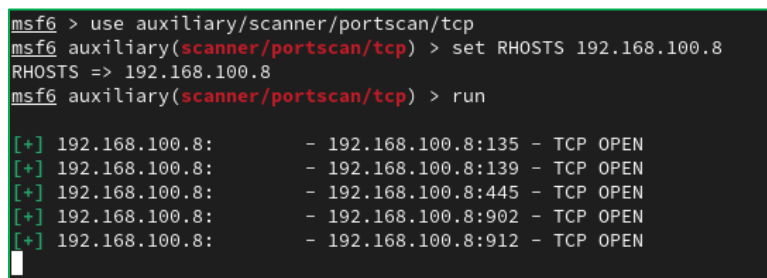 msf6 > use auxiliary/scanner/portscan/tcp
msf6 auxiliary(scanner/portscan/tcp) > set RHOSTS 192.168.100.8
RHOSTS => 192.168.100.8
msf6 auxiliary(scanner/portscan/tcp) > run
[+] 192.168.100.8:        - 192.168.100.8:135 - TCP OPEN
[+] 192.168.100.8:        - 192.168.100.8:139 - TCP OPEN
[+] 192.168.100.8:        - 192.168.100.8:445 - TCP OPEN
[+] 192.168.100.8:        - 192.168.100.8:902 - TCP OPEN
[+] 192.168.100.8:        - 192.168.100.8:912 - TCP OPEN